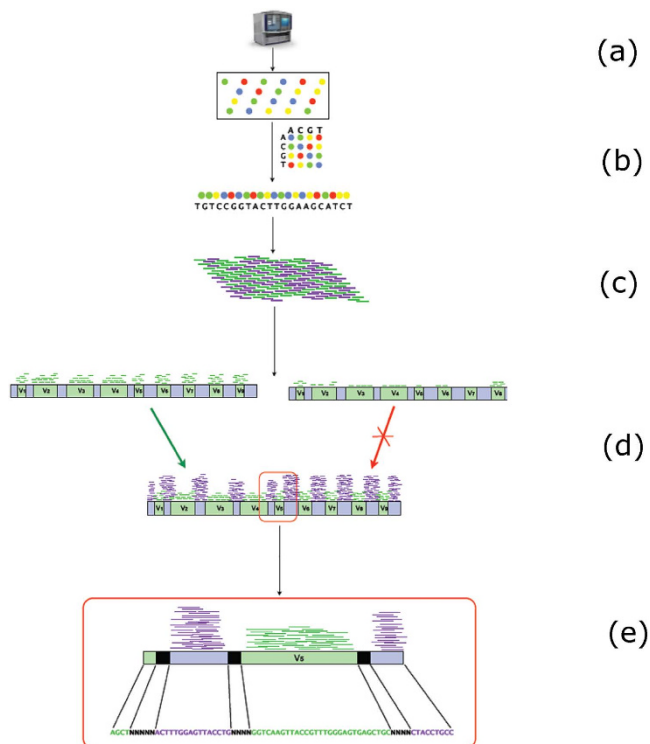 (a)
A C G T
A
C
G
T
(b)
TGTCCGGTACTTGGAAGCATCT
(c)
V1 V2 V3 V4 V5 V6 V7 V8 V9
V1 V2 V3 V4 V5 V6 V7 V8
(d)
V1 V2 V3 V4 V5 V6 V7 V8 V9
(e)
V5
AGCTNNNNNACTTTGGAGTTACCTGNNNNGGTCAAGTTACCGTTTGGGAGTGAGCTGCNNNNCTACCTGCC